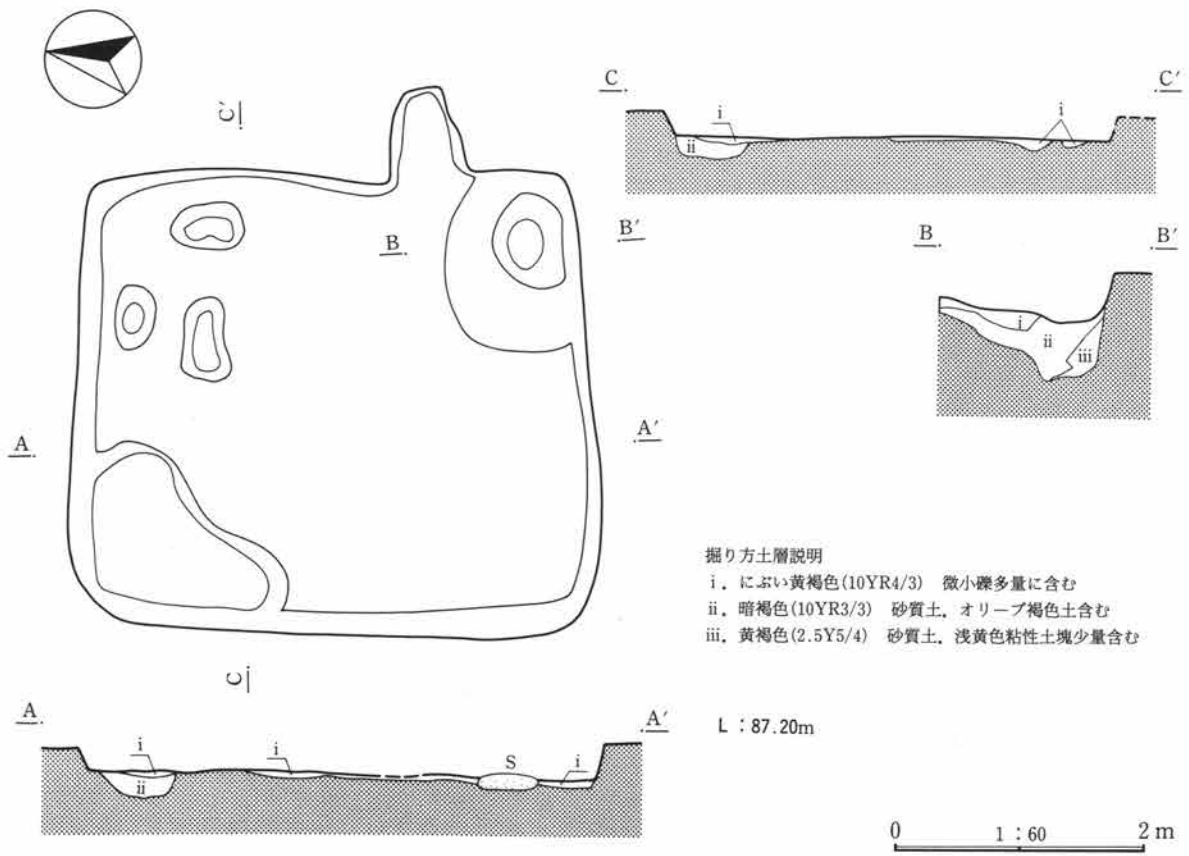 C
C′
i
i
ii
C′
B
B′
B
B′
i
ii
iii
A
A′
掘り方土層説明
i. にぶい黄褐色(10YR4/3) 微小礫多量に含む
ii. 暗褐色(10YR3/3) 砂質土, オリーブ褐色土含む
iii. 黄褐色(2.5Y5/4) 砂質土, 浅黄色粘性土塊少量含む
C
A
A′
i
i
S
i
ii
L:87.20m
0 1:60 2m